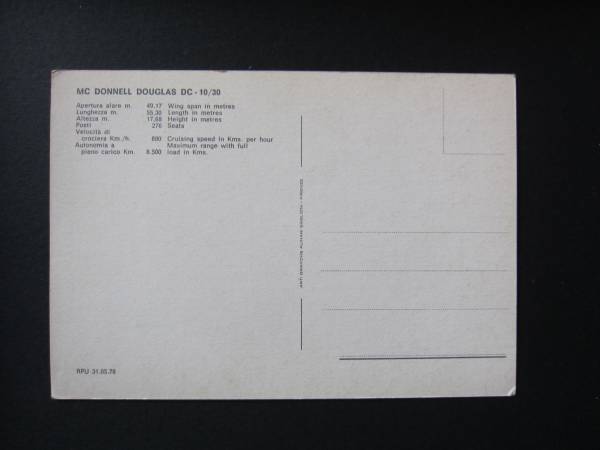 MC DONNELL DOUGLAS DC - 10/30
Apertura alare m. 49.17 Wing span in metres
Lunghezza m. 55.30 Length in metres
Altezza m. 17.68 Height in metres
Posti 276 Seats
Velocità di
crociera Km./h. 880 Cruising speed in Kms. per hour
Autonomia a Maximum range with full
pieno carico Km. 8.500 load in Kms.
RPU 31.05.78